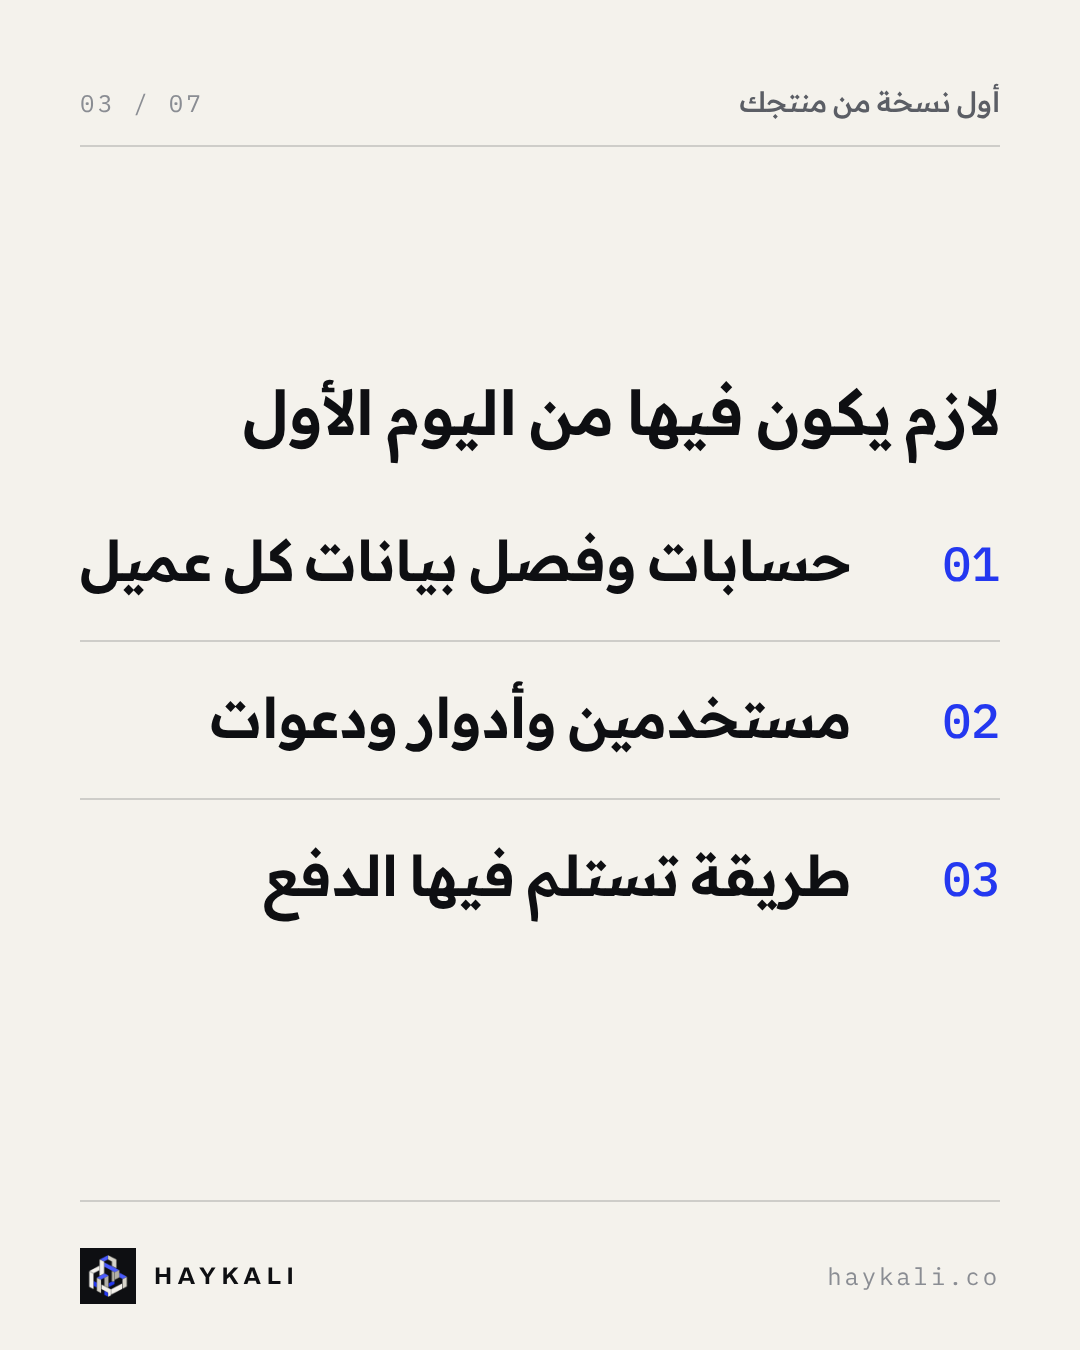 أول نسخة من منتجك
03 / 07
لازم يكون فيها من اليوم الأول
01 حسابات وفصل بيانات كل عميل
02 مستخدمين وأدوار ودعوات
03 طريقة تستلم فيها الدفع
HAYKALI
haykali.co